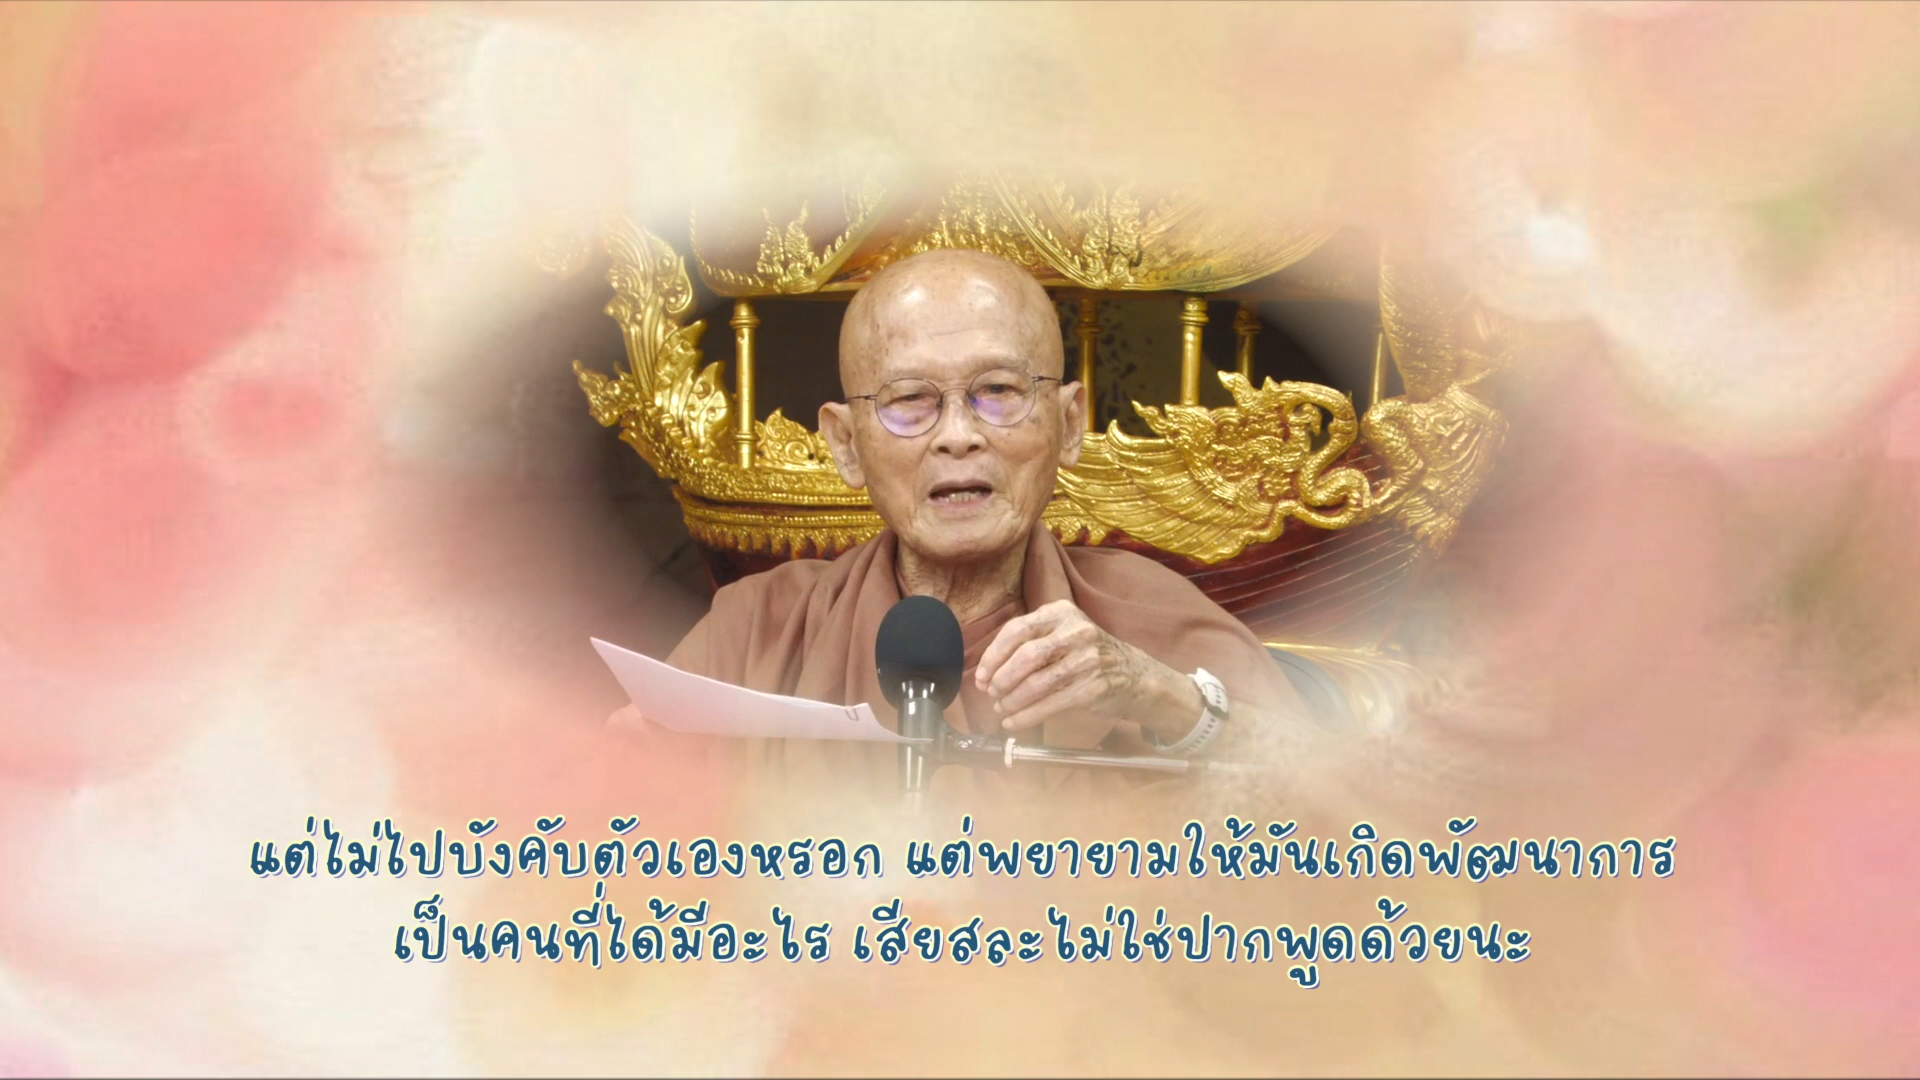 แต่ไม่ไปบังคับตัวเองหรอก แต่พยายามให้มันเกิดพัฒนาการ
เป็นคนที่ได้มีอะไร เสียสละไม่ใช่ปากพูดด้วยนะ